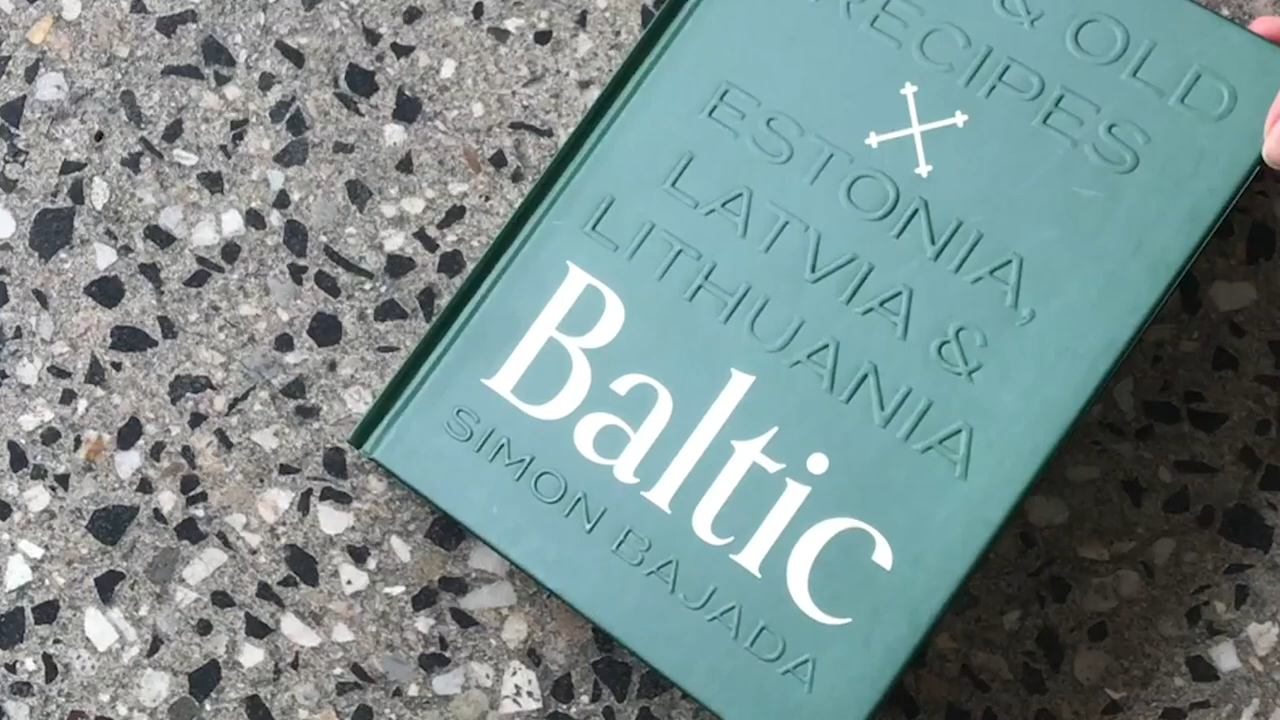 & OLD
RECIPES
ESTONIA,
LATVIA &
LITHUANIA
Baltic
SIMON BAJADA